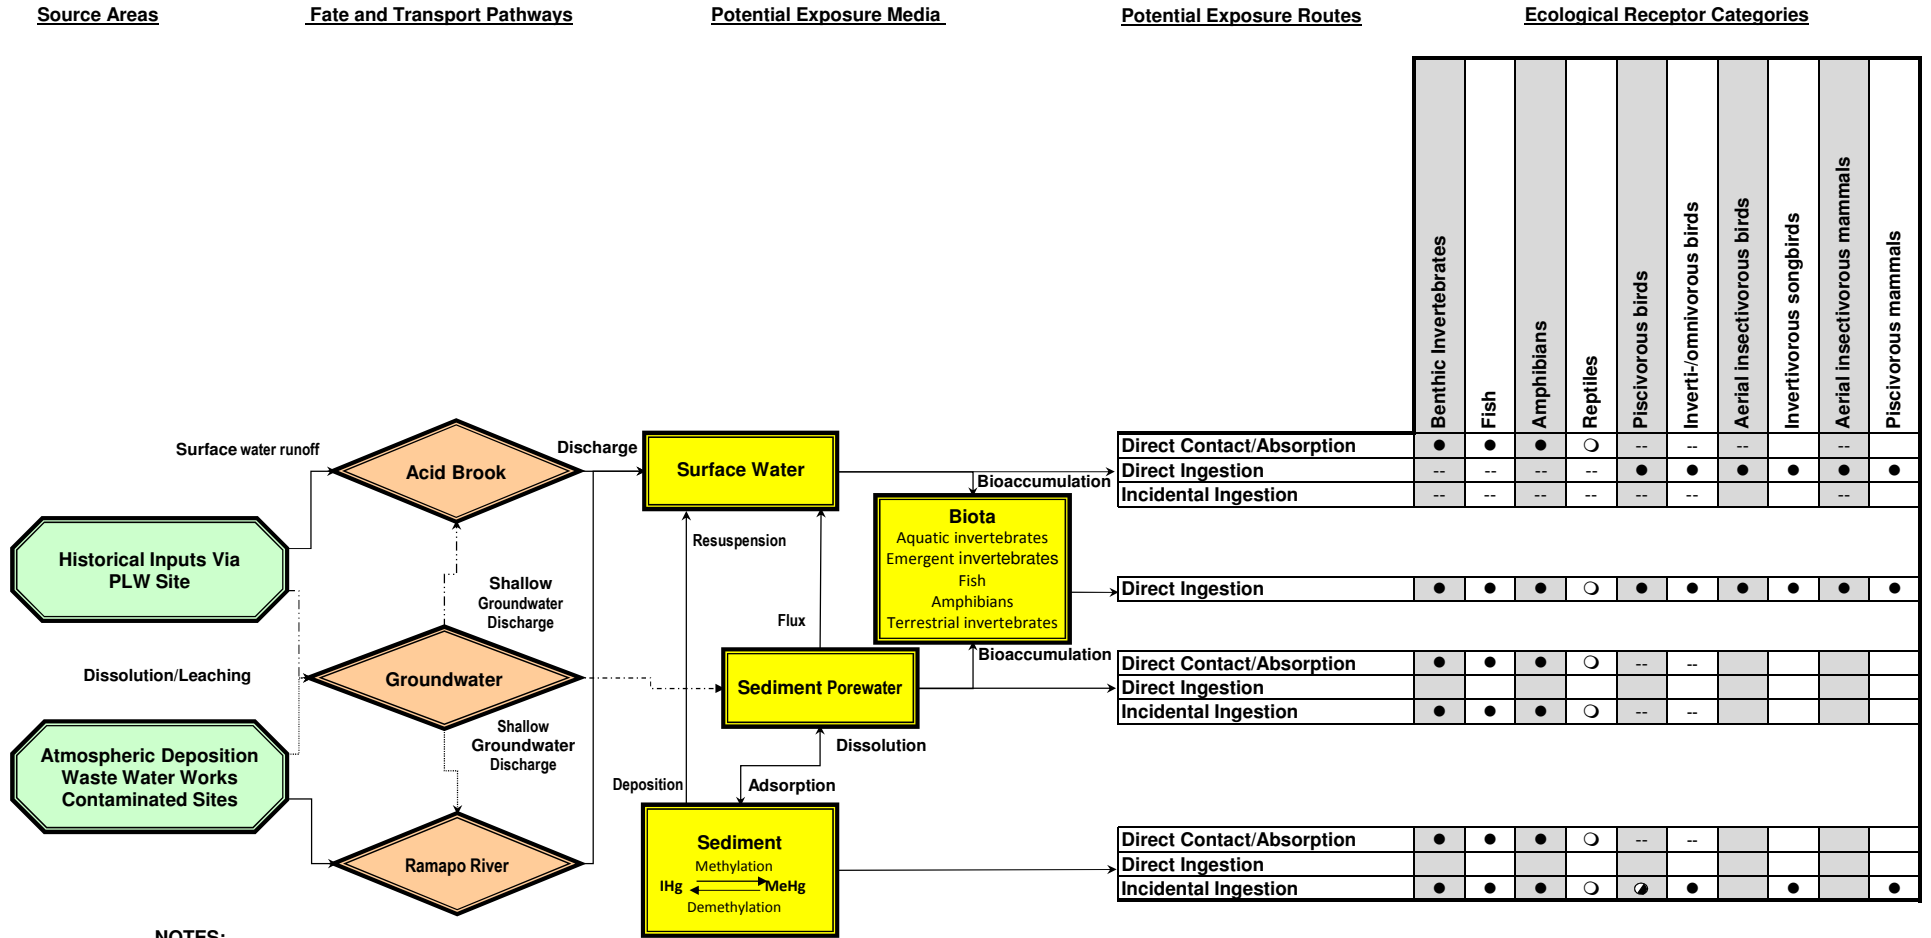 Source Areas
Fate and Transport Pathways
Potential Exposure Media
Potential Exposure Routes
Ecological Receptor Categories
Benthic Invertebrates
Fish
Amphibians
Reptiles
Piscivorous birds
Inverti-/omnivorous birds
Aerial insectivorous birds
Invertivorous songbirds
Aerial insectivorous mammals
Piscivorous mammals
Surface water runoff
Acid Brook
Discharge
Surface Water
Bioaccumulation
Direct Contact/Absorption ● ● ● ❍ -- -- -- --
Direct Ingestion -- -- -- -- ● ● ● ● ● ●
Incidental Ingestion -- -- -- -- -- -- --
Historical Inputs Via
PLW Site
Resuspension
Biota
Aquatic invertebrates
Emergent invertebrates
Fish
Amphibians
Terrestrial invertebrates
Direct Ingestion ● ● ● ❍ ● ● ● ● ● ●
Shallow
Groundwater
Discharge
Flux
Dissolution/Leaching
Groundwater
Sediment Porewater
Bioaccumulation
Direct Contact/Absorption ● ● ● ❍ -- --
Direct Ingestion
Incidental Ingestion ● ● ● ❍ -- --
Shallow
Groundwater
Discharge
Dissolution
Atmospheric Deposition
Waste Water Works
Contaminated Sites
Deposition
Adsorption
Ramapo River
Sediment
Methylation
IHg MeHg
Demethylation
Direct Contact/Absorption ● ● ● ❍ -- --
Direct Ingestion
Incidental Ingestion ● ● ● ❍ ◕ ● ● ●
NOTES: